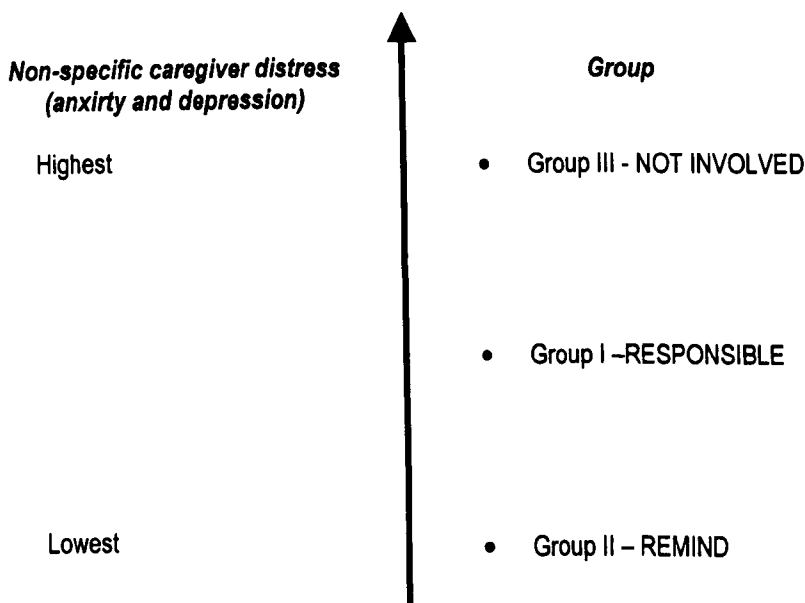 Non-specific caregiver distress
(anxirty and depression)
Group
Highest
• Group III - NOT INVOLVED
• Group I –RESPONSIBLE
Lowest
• Group II – REMIND